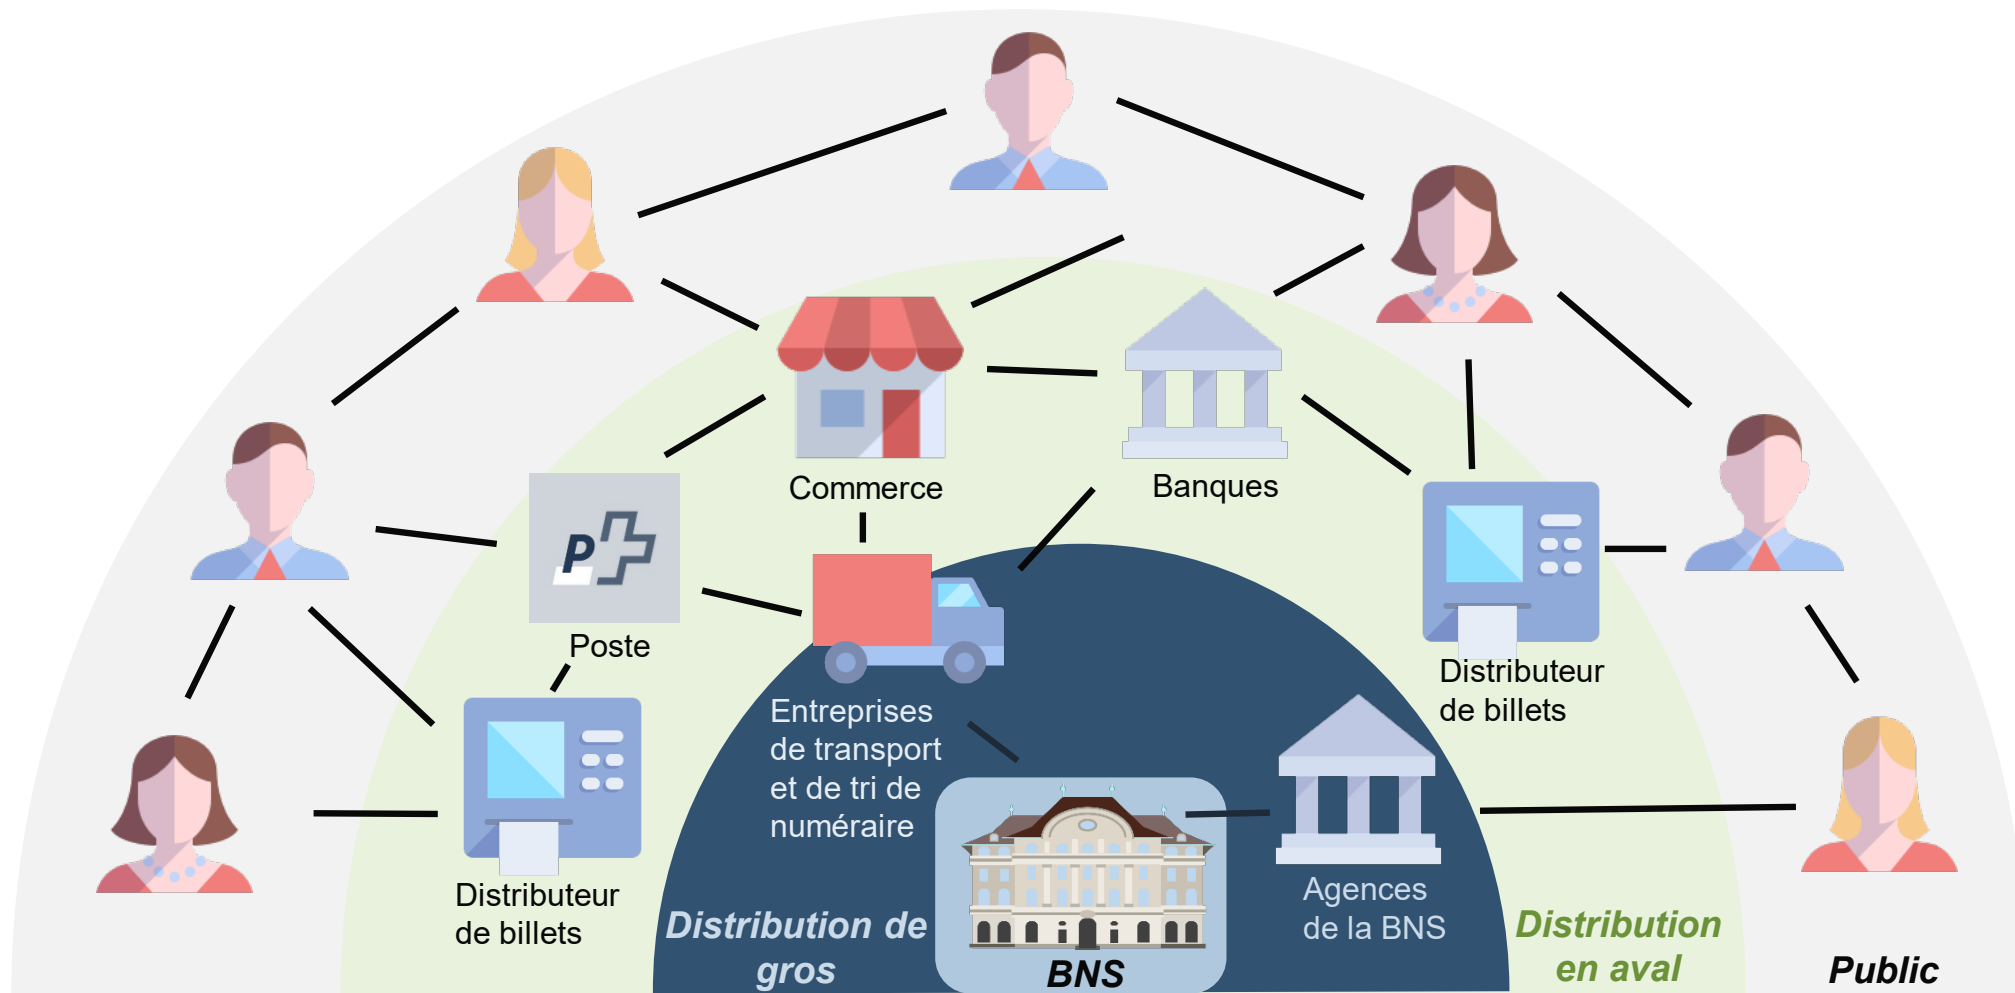 Commerce
Banques
P
Poste
Distributeur
de billets
Entreprises
de transport
et de tri de
numéraire
Distributeur
de billets
Agences
de la BNS
Distribution de
gros
BNS
Distribution
en aval
Public